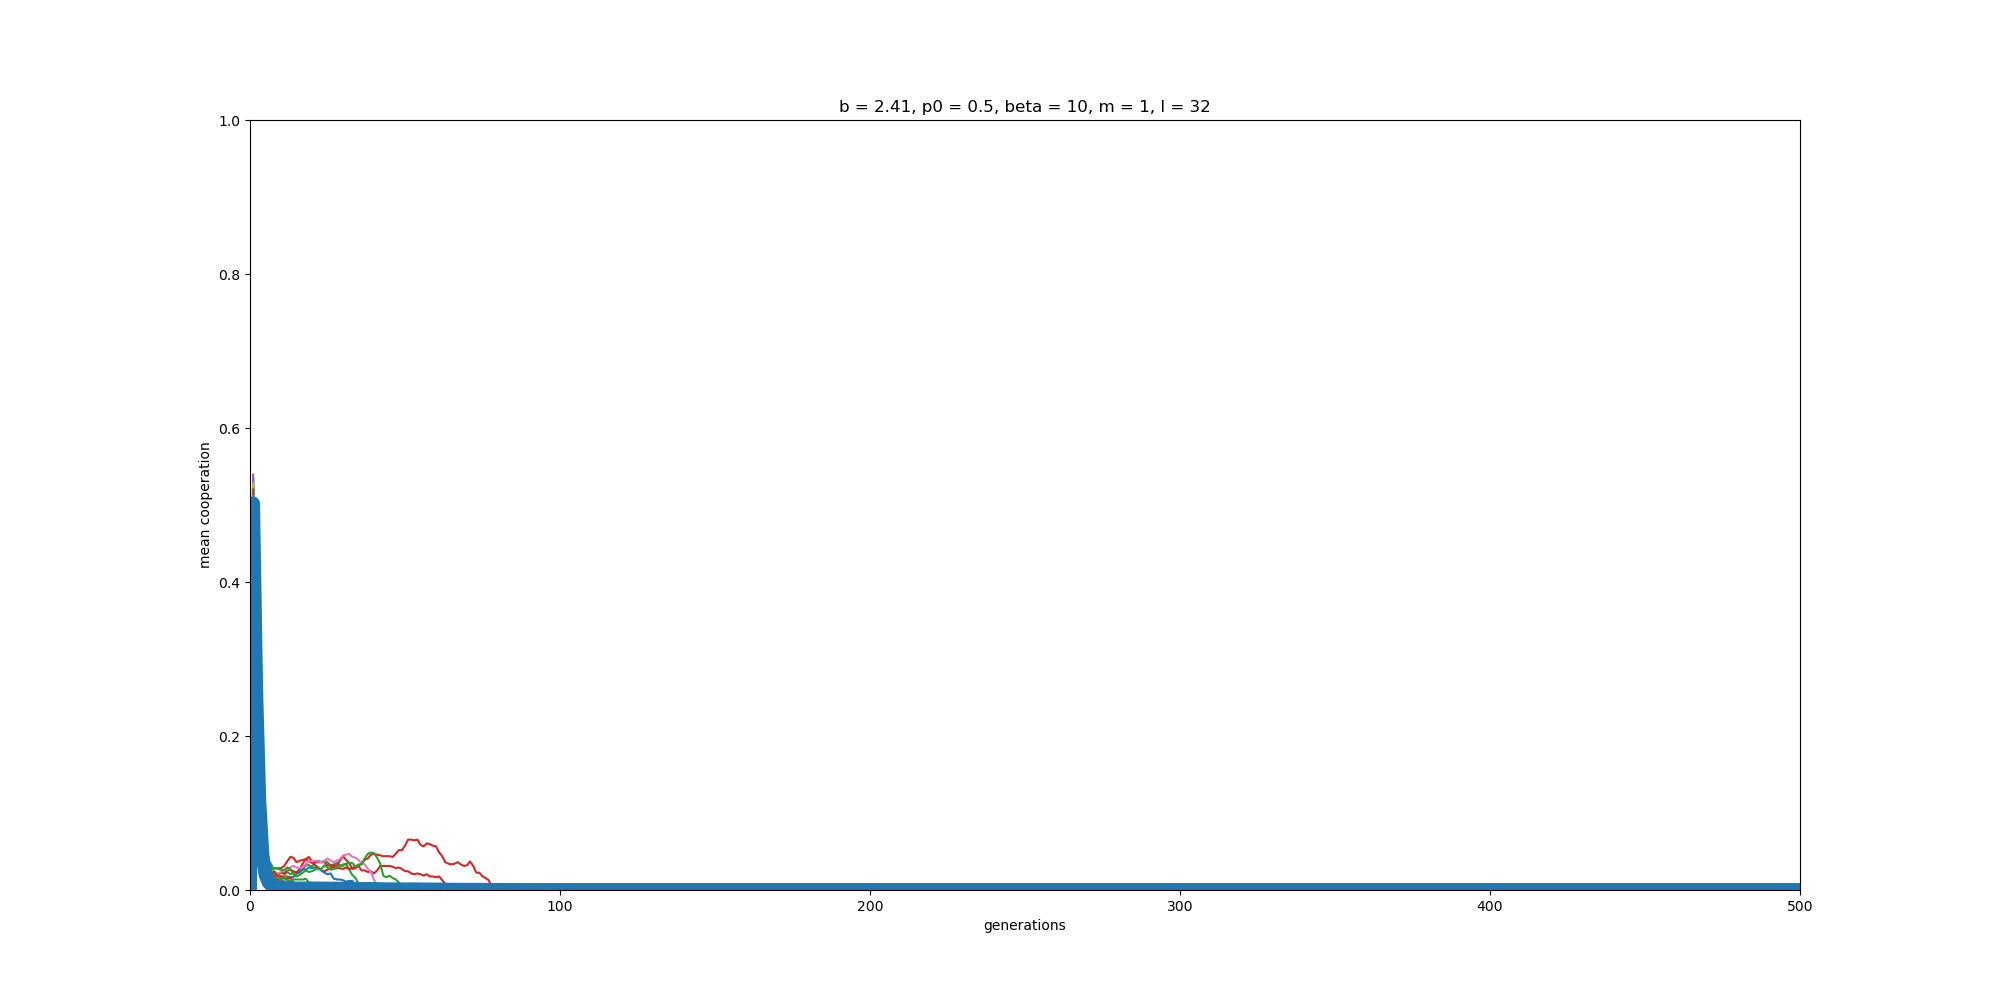 b = 2.41, p0 = 0.5, beta = 10, m = 1, l = 32
1.0
0.8
0.6
0.4
0.2
0.0
mean cooperation
0 100 200 300 400 500
generations